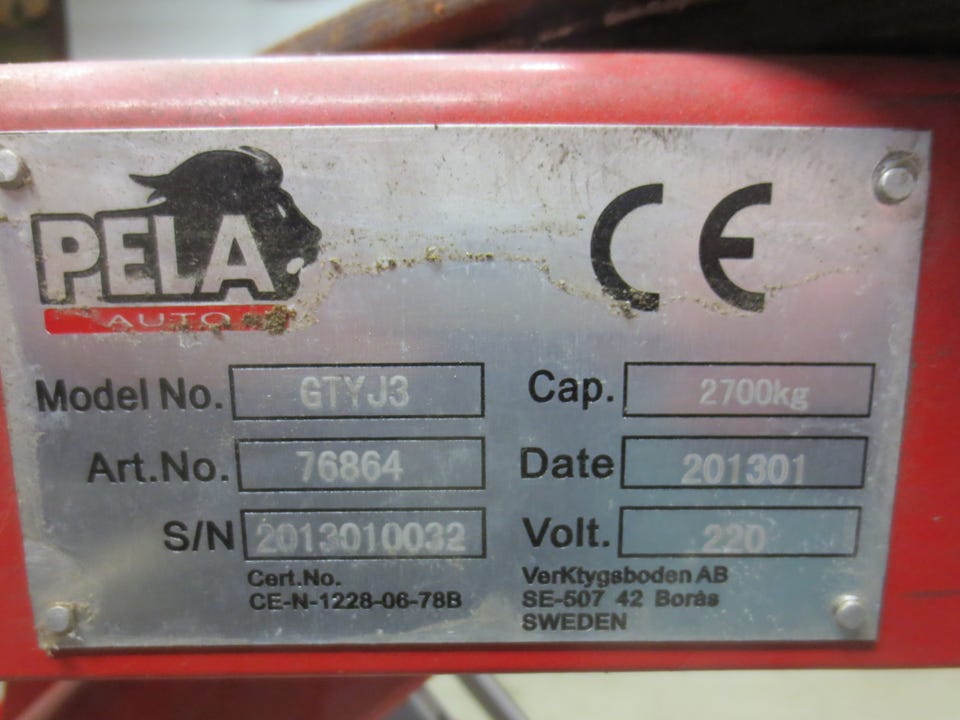 PELA
AUTO
CE
Model No. GTYJ3
Cap. 2700kg
Art.No. 76864
Date 201301
S/N 2013010032
Volt. 220
Cert.No.
CE-N-1228-06-78B
VerKtygsboden AB
SE-507 42 Borås
SWEDEN